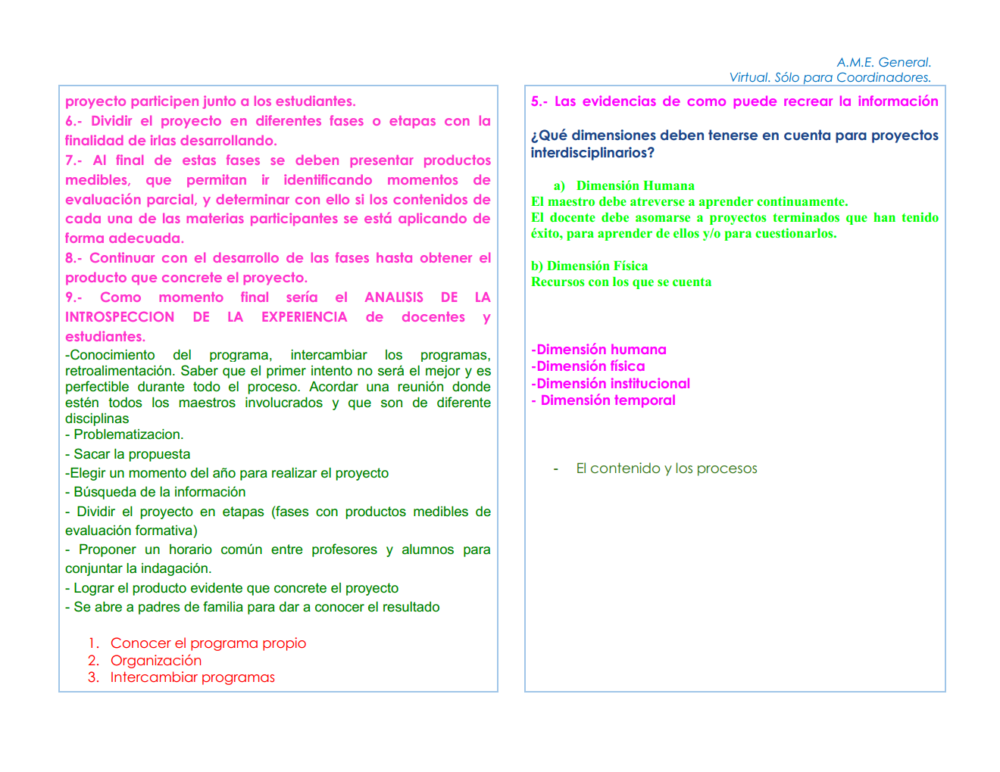 A.M.E. General.
Virtual. Sólo para Coordinadores.
proyecto participen junto a los estudiantes.
6.- Dividir el proyecto en diferentes fases o etapas con la
finalidad de irlas desarrollando.
7.- Al final de estas fases se deben presentar productos
medibles, que permitan ir identificando momentos de
evaluación parcial, y determinar con ello si los contenidos de
cada una de las materias participantes se está aplicando de
forma adecuada.
8.- Continuar con el desarrollo de las fases hasta obtener el
producto que concrete el proyecto.
9.- Como momento final sería el ANALISIS DE LA
INTROSPECCION DE LA EXPERIENCIA de docentes y
estudiantes.
-Conocimiento del programa, intercambiar los programas,
retroalimentación. Saber que el primer intento no será el mejor y es
perfectible durante todo el proceso. Acordar una reunión donde
estén todos los maestros involucrados y que son de diferente
disciplinas
- Problematizacion.
- Sacar la propuesta
-Elegir un momento del año para realizar el proyecto
- Búsqueda de la información
- Dividir el proyecto en etapas (fases con productos medibles de
evaluación formativa)
- Proponer un horario común entre profesores y alumnos para
conjuntar la indagación.
- Lograr el producto evidente que concrete el proyecto
- Se abre a padres de familia para dar a conocer el resultado
1. Conocer el programa propio
2. Organización
3. Intercambiar programas
5.- Las evidencias de como puede recrear la información
¿Qué dimensiones deben tenerse en cuenta para proyectos
interdisciplinarios?
a) Dimensión Humana
El maestro debe atreverse a aprender continuamente.
El docente debe asomarse a proyectos terminados que han tenido
éxito, para aprender de ellos y/o para cuestionarlos.
b) Dimensión Física
Recursos con los que se cuenta
-Dimensión humana
-Dimensión física
-Dimensión institucional
- Dimensión temporal
- El contenido y los procesos